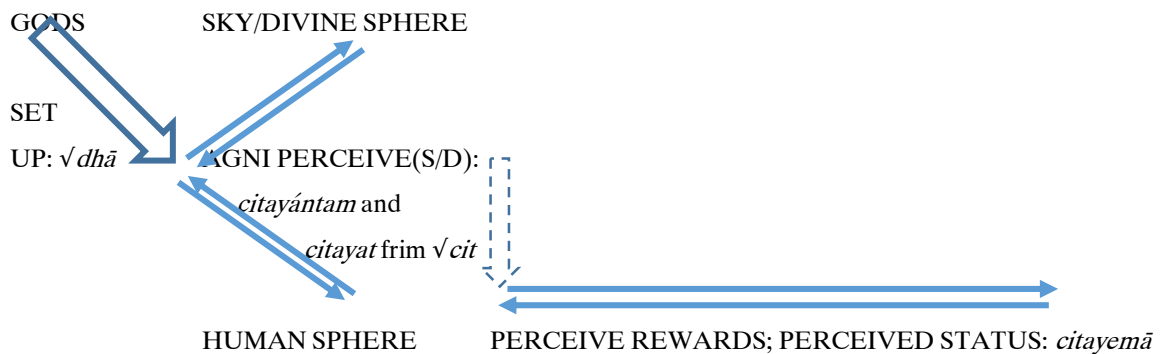 GODS SKY/DIVINE SPHERE
SET
UP: √dhā AGNI PERCEIVE(S/D):
citayántam and
citayat frim √cit
HUMAN SPHERE PERCEIVE REWARDS; PERCEIVED STATUS: citayemā